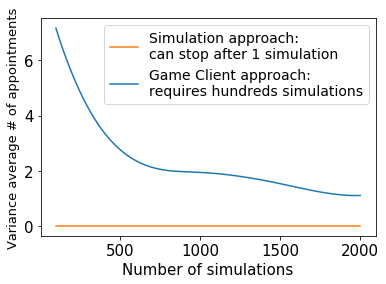 Variance average # of appointments
6
4
2
0
Simulation approach:
can stop after 1 simulation
Game Client approach:
requires hundreds simulations
500
1000
1500
2000
Number of simulations